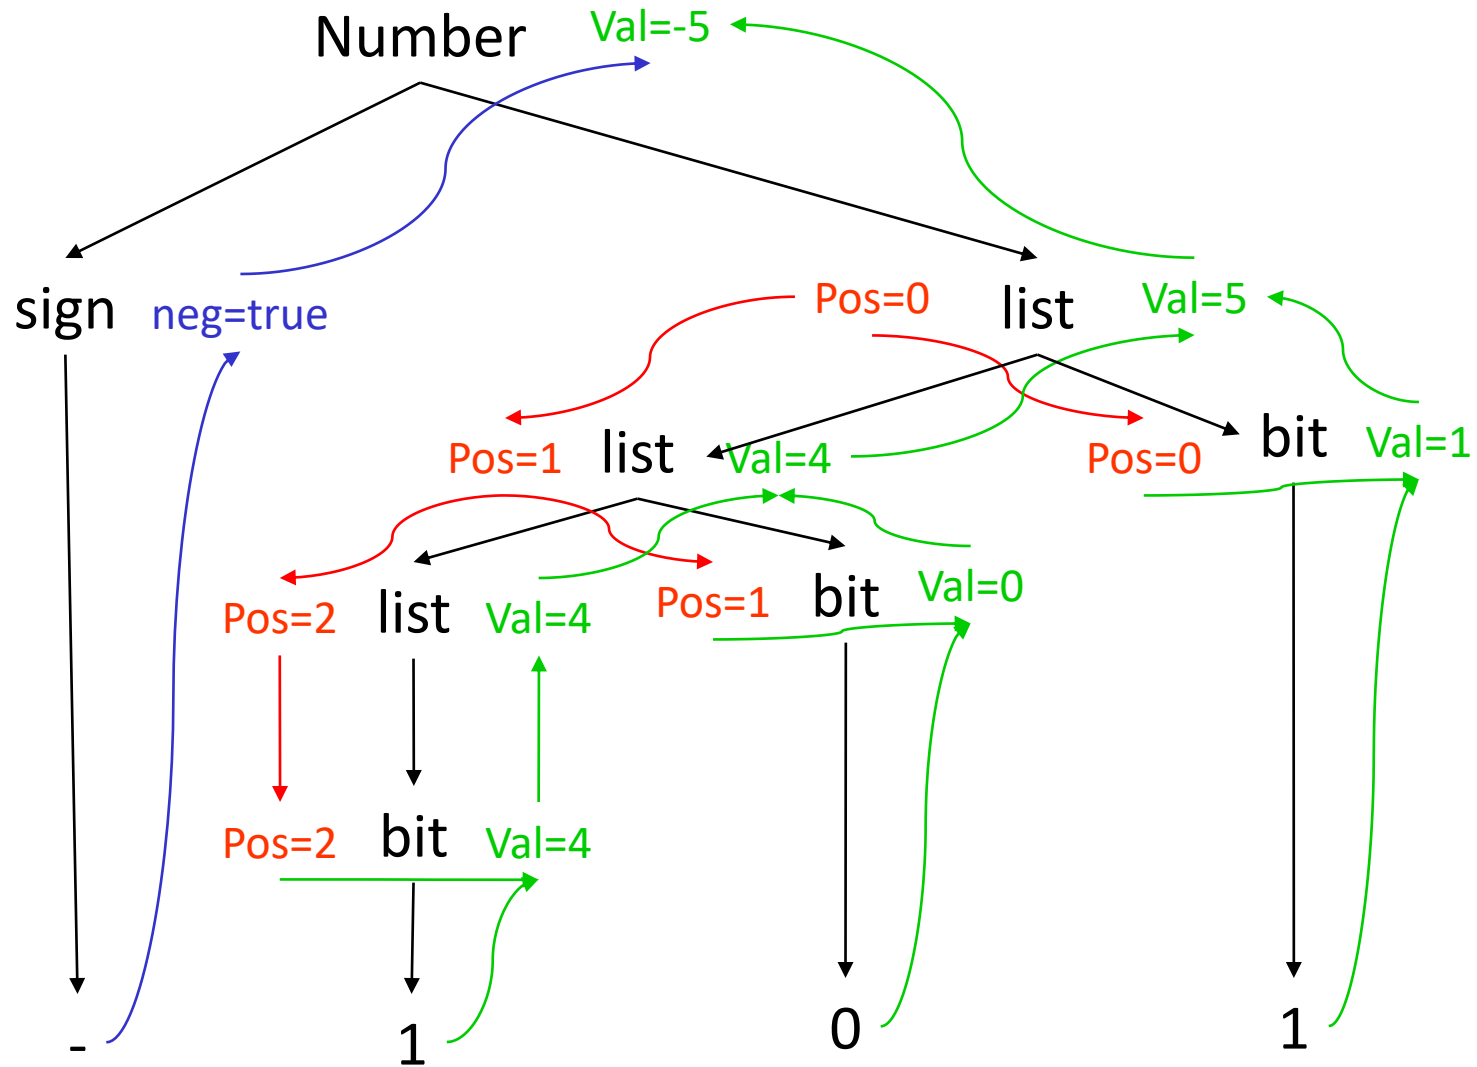 Number Val=-5
sign neg=true Pos=0 list Val=5
Pos=1 list Val=4 Pos=0 bit Val=1
Pos=2 list Val=4 Pos=1 bit Val=0
Pos=2 bit Val=4
- 1 0 1